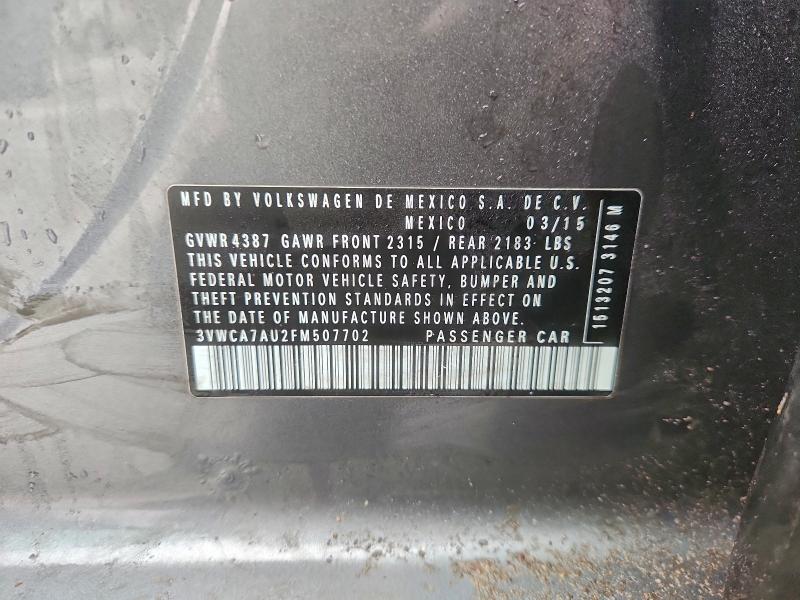 MFD BY VOLKSWAGEN DE MEXICO S.A. DE C.V.
MEXICO 03/15
GVWR 4387 GAWR FRONT 2315 / REAR 2183 LBS
THIS VEHICLE CONFORMS TO ALL APPLICABLE U.S.
FEDERAL MOTOR VEHICLE SAFETY, BUMPER AND
THEFT PREVENTION STANDARDS IN EFFECT ON
THE DATE OF MANUFACTURE SHOWN ABOVE.
3VWCA7AU2FM507702 PASSENGER CAR
1513207 3146 M